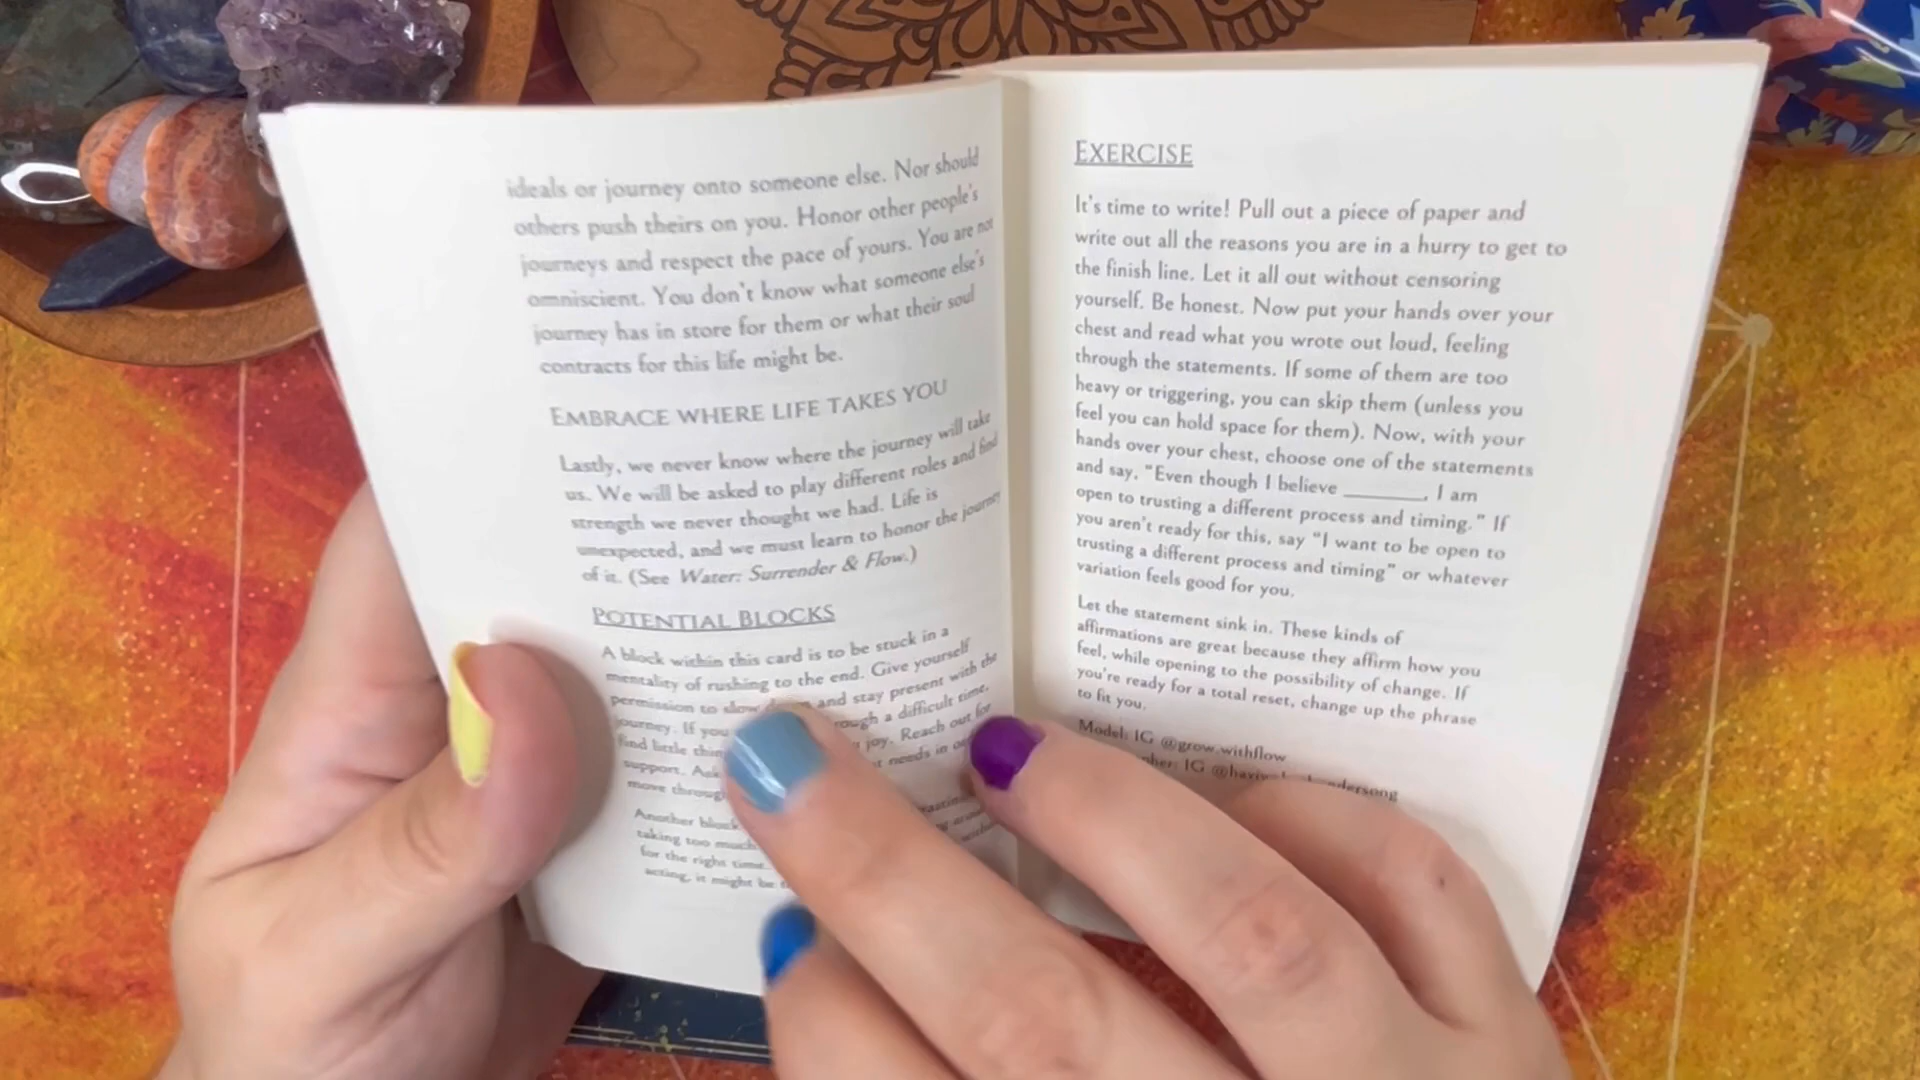 ideals or journey onto someone else. Nor should
others push theirs on you. Honor other people's
journeys and respect the pace of yours. You are not
omniscient. You don't know what someone else's
journey has in store for them or what their soul
contracts for this life might be.
EMBRACE WHERE LIFE TAKES YOU
Lastly, we never know where the journey will take
us. We will be asked to play different roles and find
strength we never thought we had. Life is
unexpected, and we must learn to honor the journey
of it. (See Water: Surrender & Flow.)
POTENTIAL BLOCKS
A block within this card is to be stuck in a
mentality of rushing to the end. Give yourself
permission to slow and stay present with the
journey. If you a difficult time,
find little joy. Reach out for
support. Ask needs in
move
Another block
taking too much
for the right time.
acting, it might be
EXERCISE
It's time to write! Pull out a piece of paper and
write out all the reasons you are in a hurry to get to
the finish line. Let it all out without censoring
yourself. Be honest. Now put your hands over your
chest and read what you wrote out loud, feeling
through the statements. If some of them are too
heavy or triggering, you can skip them (unless you
feel you can hold space for them). Now, with your
hands over your chest, choose one of the statements
and say, "Even though I believe ________, I am
open to trusting a different process and timing." If
you aren't ready for this, say "I want to be open to
trusting a different process and timing" or whatever
variation feels good for you.
Let the statement sink in. These kinds of
affirmations are great because they affirm how you
feel, while opening to the possibility of change. If
you're ready for a total reset, change up the phrase
to fit you.
Model: IG @grow.withflow
IG